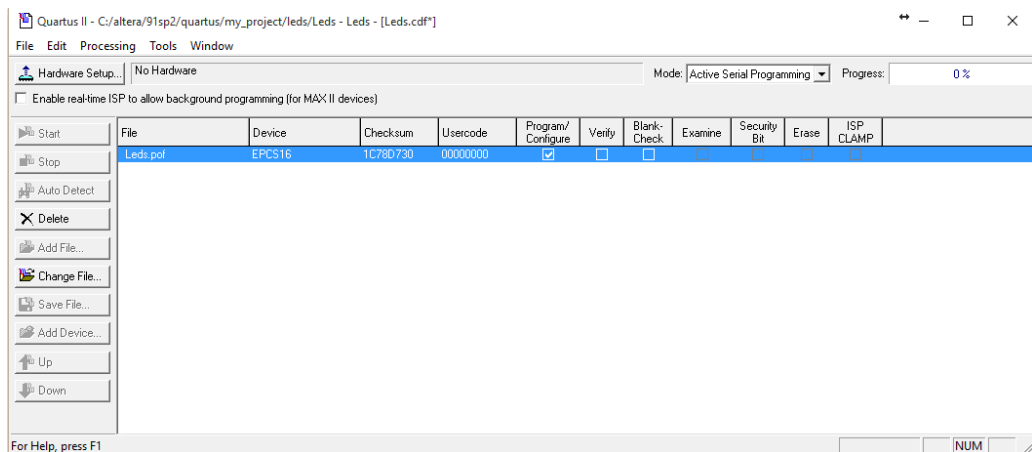 Quartus II - C:/altera/91sp2/quartus/my_project/leds/Leds - Leds - [Leds.cdf*]
File Edit Processing Tools Window
Hardware Setup... No Hardware Mode: Active Serial Programming Progress: 0 %
Enable real-time ISP to allow background programming (for MAX II devices)
Start
Stop
Auto Detect
Delete
Add File...
Change File...
Save File...
Add Device...
Up
Down
File Device Checksum Usercode Program/ Configure Verify Blank- Check Examine Security Bit Erase ISP CLAMP
Leds.pof EPCS16 1C78D730 00000000
For Help, press F1 NUM